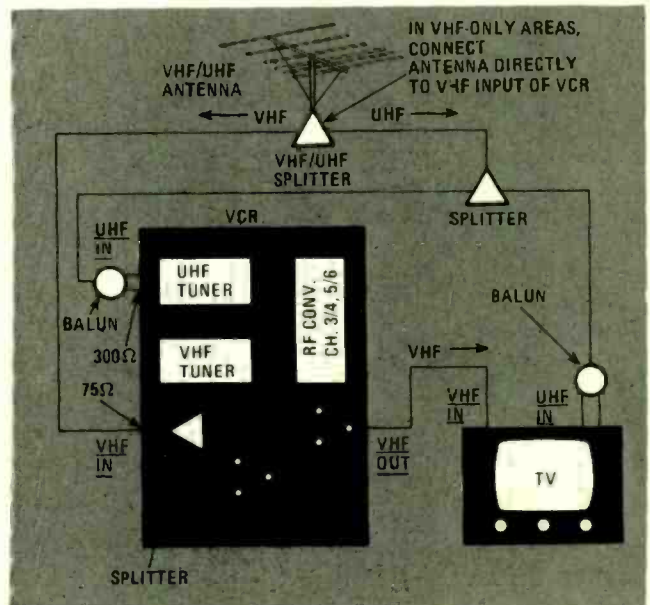 IN VHF-ONLY AREAS,
CONNECT
ANTENNA DIRECTLY
TO VHF INPUT OF VCR
VHF/UHF
ANTENNA
VHF
UHF
VHF/UHF
SPLITTER
SPLITTER
VCR
UHF
IN
UHF
TUNER
RF CONV.
CH. 3/4, 5/6
BALUN
BALUN
300Ω
VHF
TUNER
VHF
75Ω
VHF
IN
UHF
IN
VHF
IN
VHF
OUT
TV
SPLITTER